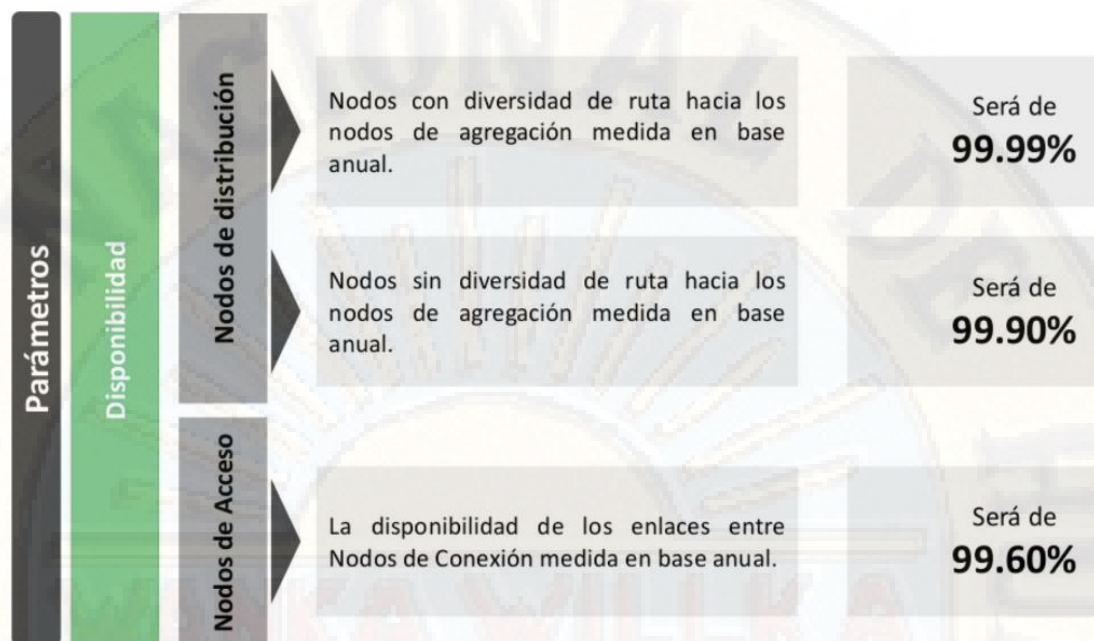 Parámetros
Disponibilidad
Nodos de distribución
Nodos con diversidad de ruta hacia los
nodos de agregación medida en base
anual.
Será de
99.99%
Nodos sin diversidad de ruta hacia los
nodos de agregación medida en base
anual.
Será de
99.90%
Nodos de Acceso
La disponibilidad de los enlaces entre
Nodos de Conexión medida en base anual.
Será de
99.60%